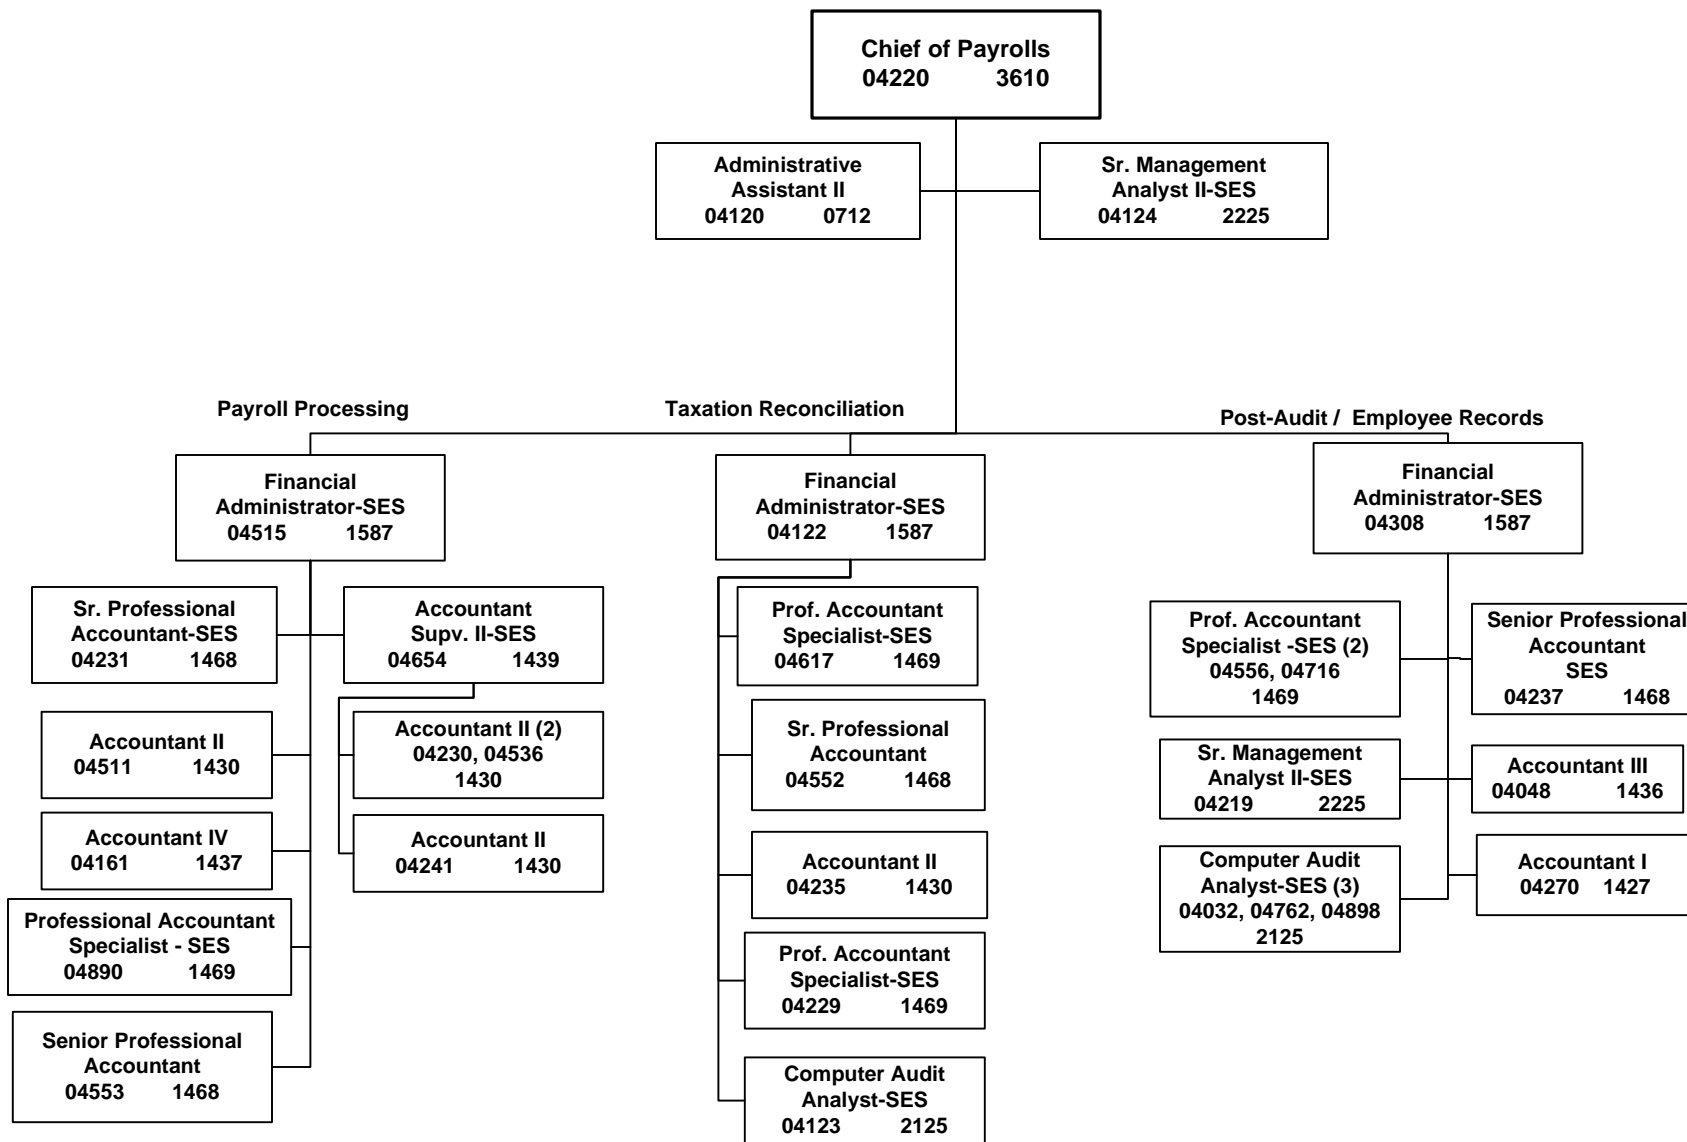 Chief of Payrolls
04220 3610
Administrative
Assistant II
04120 0712
Sr. Management
Analyst II-SES
04124 2225
Payroll Processing
Taxation Reconciliation
Post-Audit / Employee Records
Financial
Administrator-SES
04515 1587
Financial
Administrator-SES
04122 1587
Financial
Administrator-SES
04308 1587
Sr. Professional
Accountant-SES
04231 1468
Accountant
Supv. II-SES
04654 1439
Accountant II
04511 1430
Accountant II (2)
04230, 04536
1430
Accountant IV
04161 1437
Accountant II
04241 1430
Professional Accountant
Specialist - SES
04890 1469
Senior Professional
Accountant
04553 1468
Prof. Accountant
Specialist-SES
04617 1469
Sr. Professional
Accountant
04552 1468
Accountant II
04235 1430
Prof. Accountant
Specialist-SES
04229 1469
Computer Audit
Analyst-SES
04123 2125
Prof. Accountant
Specialist -SES (2)
04556, 04716
1469
Senior Professional
Accountant
SES
04237 1468
Sr. Management
Analyst II-SES
04219 2225
Accountant III
04048 1436
Computer Audit
Analyst-SES (3)
04032, 04762, 04898
2125
Accountant I
04270 1427